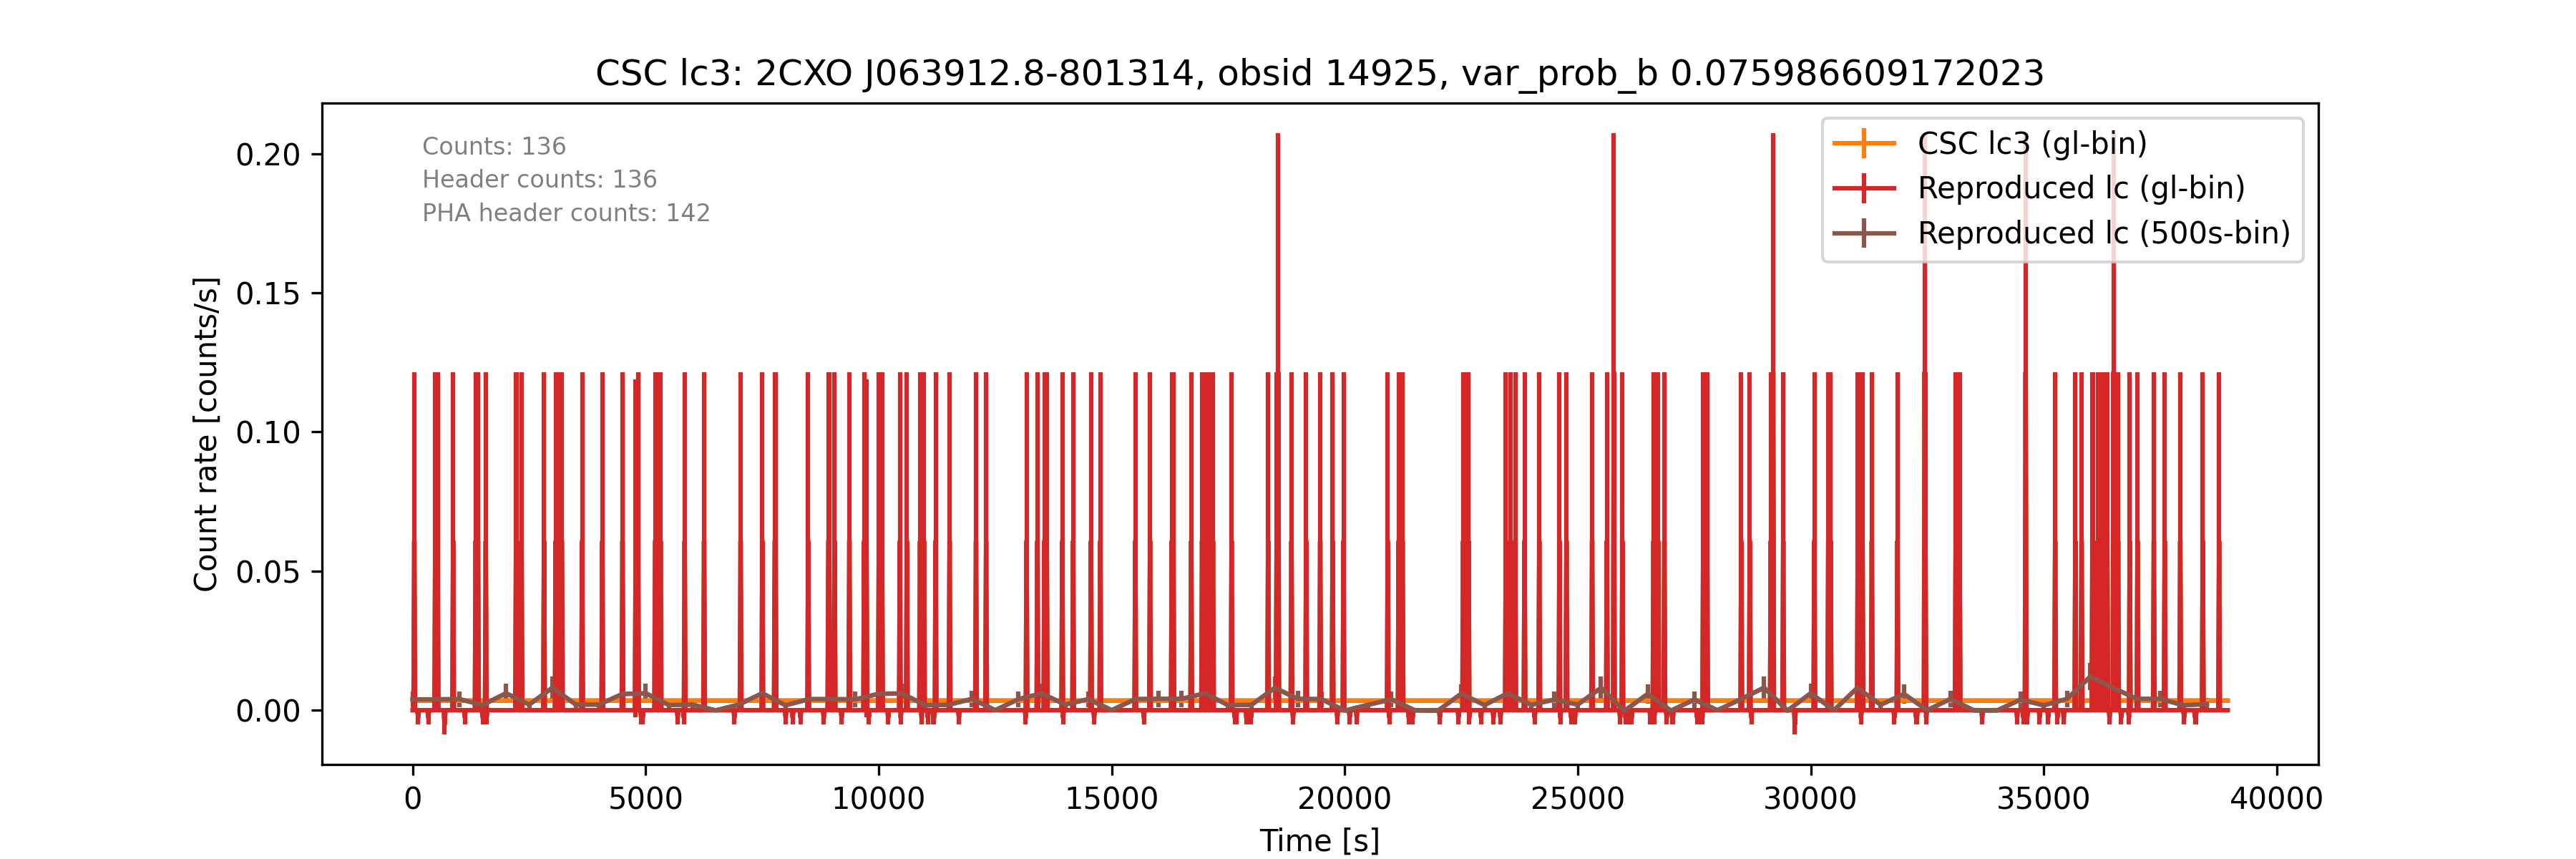 CSC lc3: 2CXO J063912.8-801314, obsid 14925, var_prob_b 0.075986609172023
Counts: 136
Header counts: 136
PHA header counts: 142
CSC lc3 (gl-bin)
Reproduced lc (gl-bin)
Reproduced lc (500s-bin)
Count rate [counts/s]
0.20
0.15
0.10
0.05
0.00
0 5000 10000 15000 20000 25000 30000 35000 40000
Time [s]